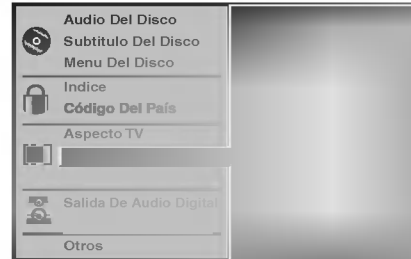 Audio Del Disco
Subtitulo Del Disco
Menu Del Disco
Indice
Código Del País
Aspecto TV
Salida De Audio Digital
Otros